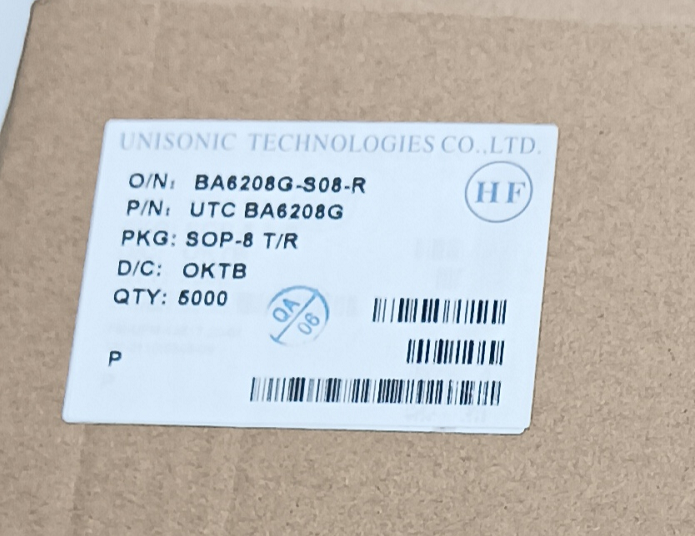 UNISONIC TECHNOLOGIES CO.,LTD.
O/N: BA6208G-S08-R
HF
P/N: UTC BA6208G
PKG: SOP-8 T/R
D/C: OKTB
QTY: 5000
QA
06
P